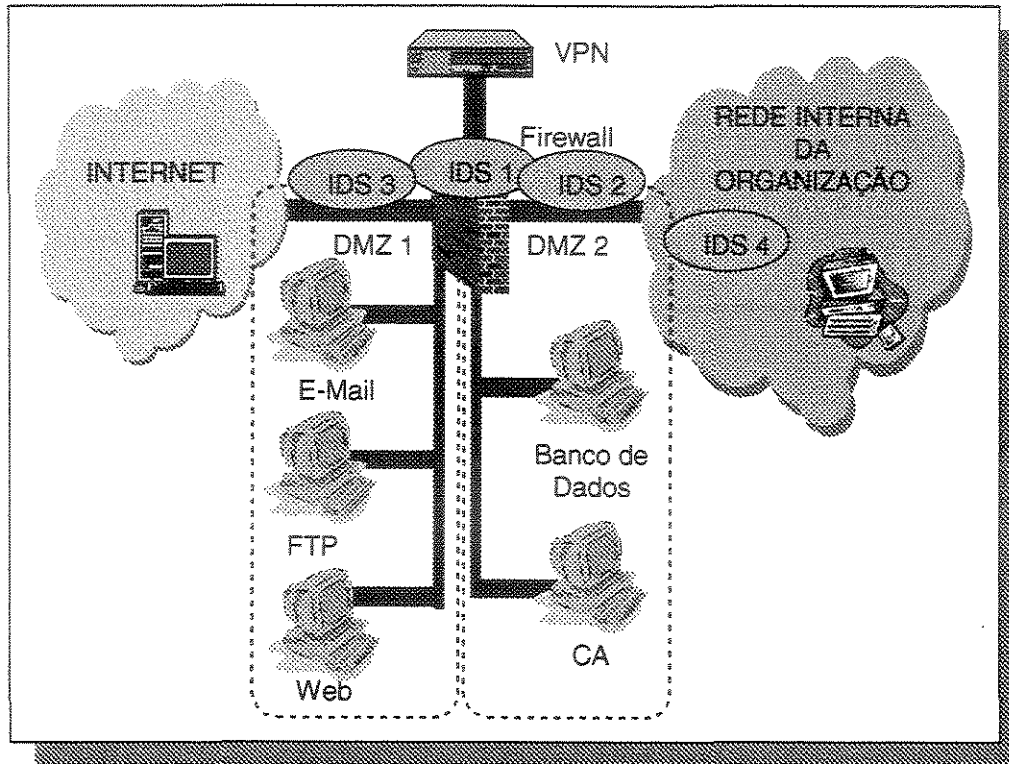 VPN
Firewall
INTERNET
IDS 3
IDS 1
IDS 2
REDE INTERNA
DA
ORGANIZAÇÃO
IDS 4
DMZ 1
DMZ 2
E-Mail
FTP
Web
Banco de
Dados
CA